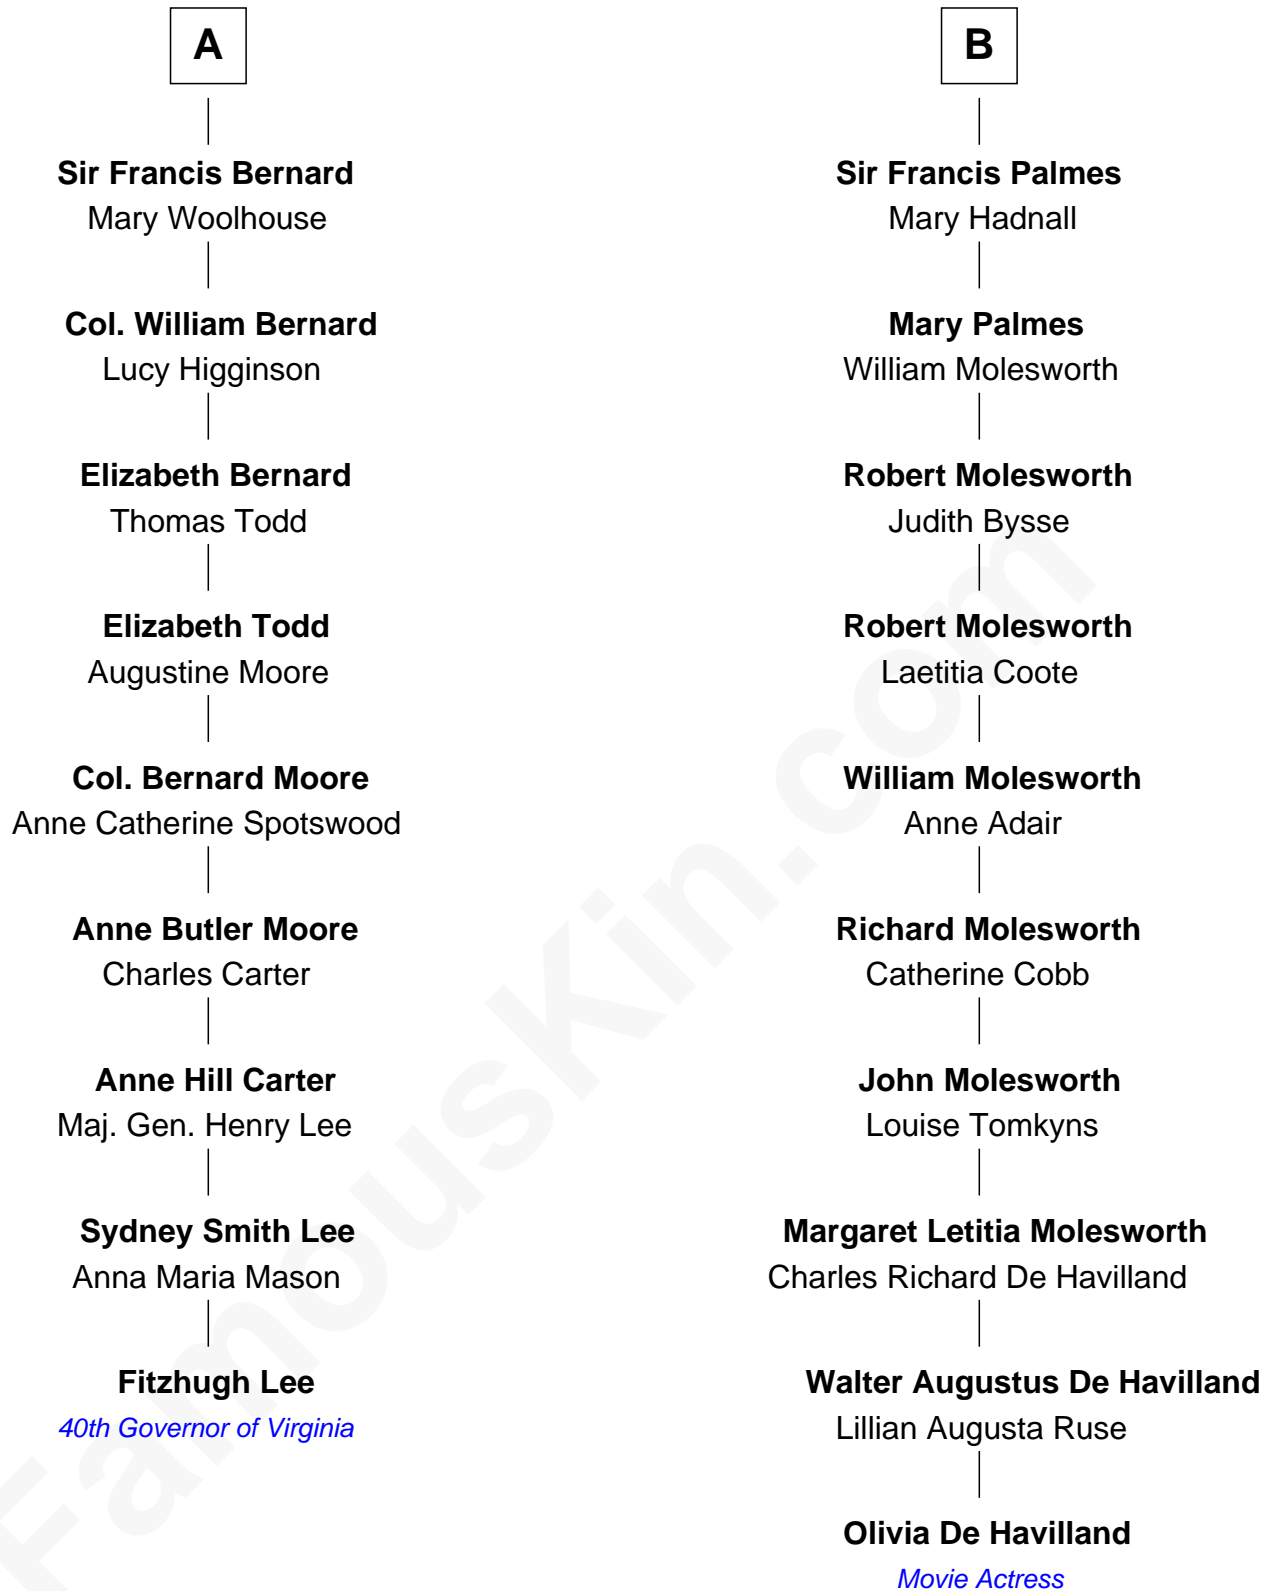 A
Sir Francis Bernard
Mary Woolhouse
Col. William Bernard
Lucy Higginson
Elizabeth Bernard
Thomas Todd
Elizabeth Todd
Augustine Moore
Col. Bernard Moore
Anne Catherine Spotswood
Anne Butler Moore
Charles Carter
Anne Hill Carter
Maj. Gen. Henry Lee
Sydney Smith Lee
Anna Maria Mason
Fitzhugh Lee
40th Governor of Virginia
B
Sir Francis Palmes
Mary Hadnall
Mary Palmes
William Molesworth
Robert Molesworth
Judith Bysse
Robert Molesworth
Laetitia Coote
William Molesworth
Anne Adair
Richard Molesworth
Catherine Cobb
John Molesworth
Louise Tomkyns
Margaret Letitia Molesworth
Charles Richard De Havilland
Walter Augustus De Havilland
Lillian Augusta Ruse
Olivia De Havilland
Movie Actress
FamousKin.com